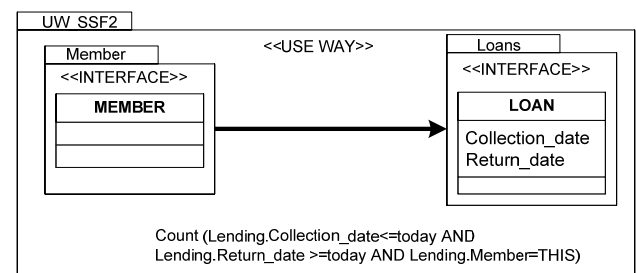 UW_SSF2
Member
<<INTERFACE>>
MEMBER
<<USE WAY>>
Loans
<<INTERFACE>>
LOAN
Collection_date
Return_date
Count (Lending.Collection_date<=today AND
Lending.Return_date >=today AND Lending.Member=THIS)